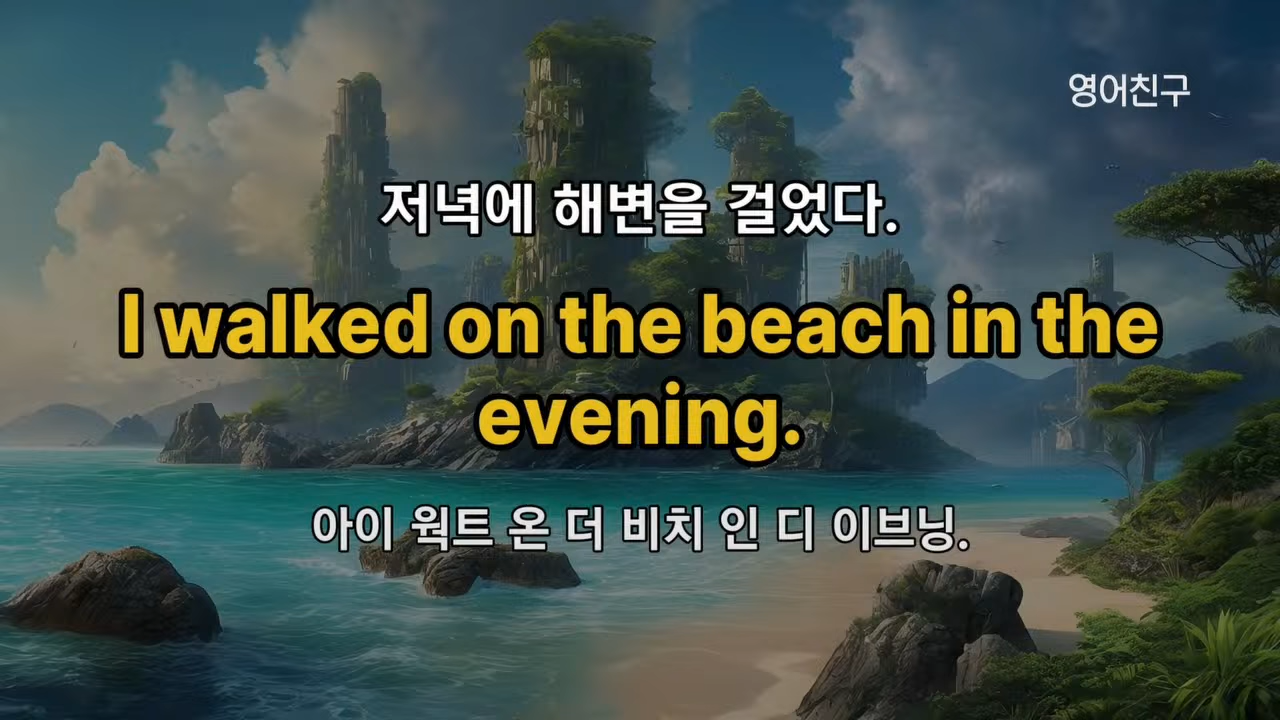 영어친구
저녁에 해변을 걸었다.
I walked on the beach in the
evening.
아이 웍트 온 더 비치 인 디 이브닝.